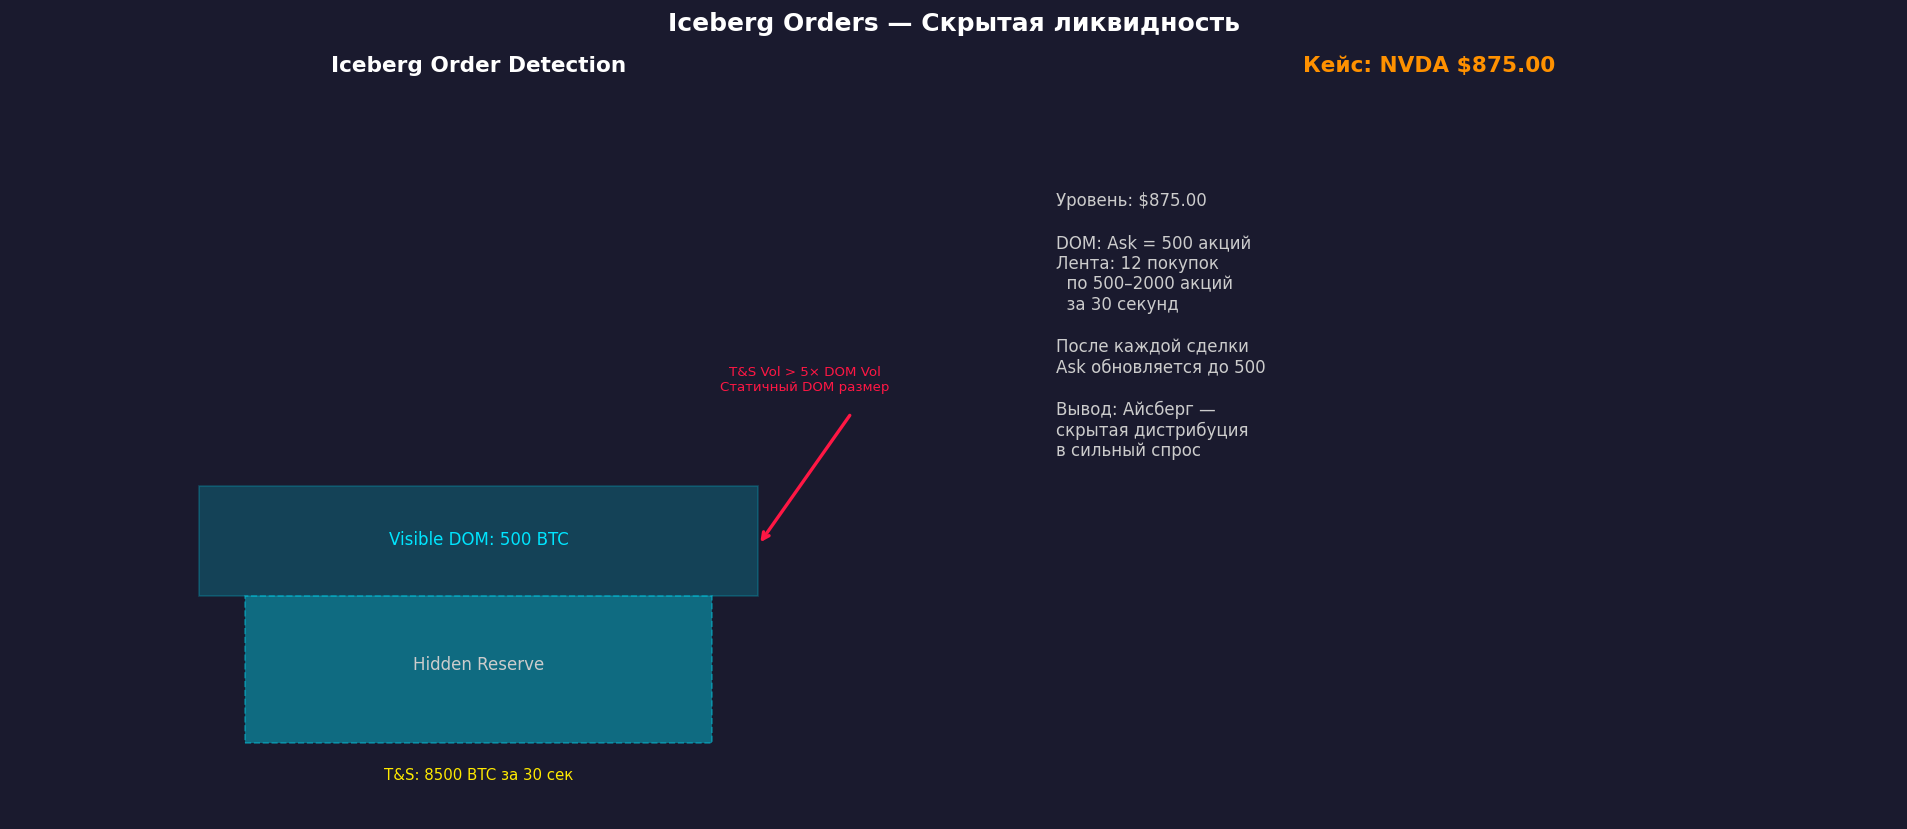 Iceberg Orders — Скрытая ликвидность
Iceberg Order Detection
T&S Vol > 5× DOM Vol
Статичный DOM размер
Visible DOM: 500 BTC
Hidden Reserve
T&S: 8500 BTC за 30 сек
Кейс: NVDA $875.00
Уровень: $875.00
DOM: Ask = 500 акций
Лента: 12 покупок
по 500–2000 акций
за 30 секунд
После каждой сделки
Ask обновляется до 500
Вывод: Айсберг —
скрытая дистрибуция
в сильный спрос